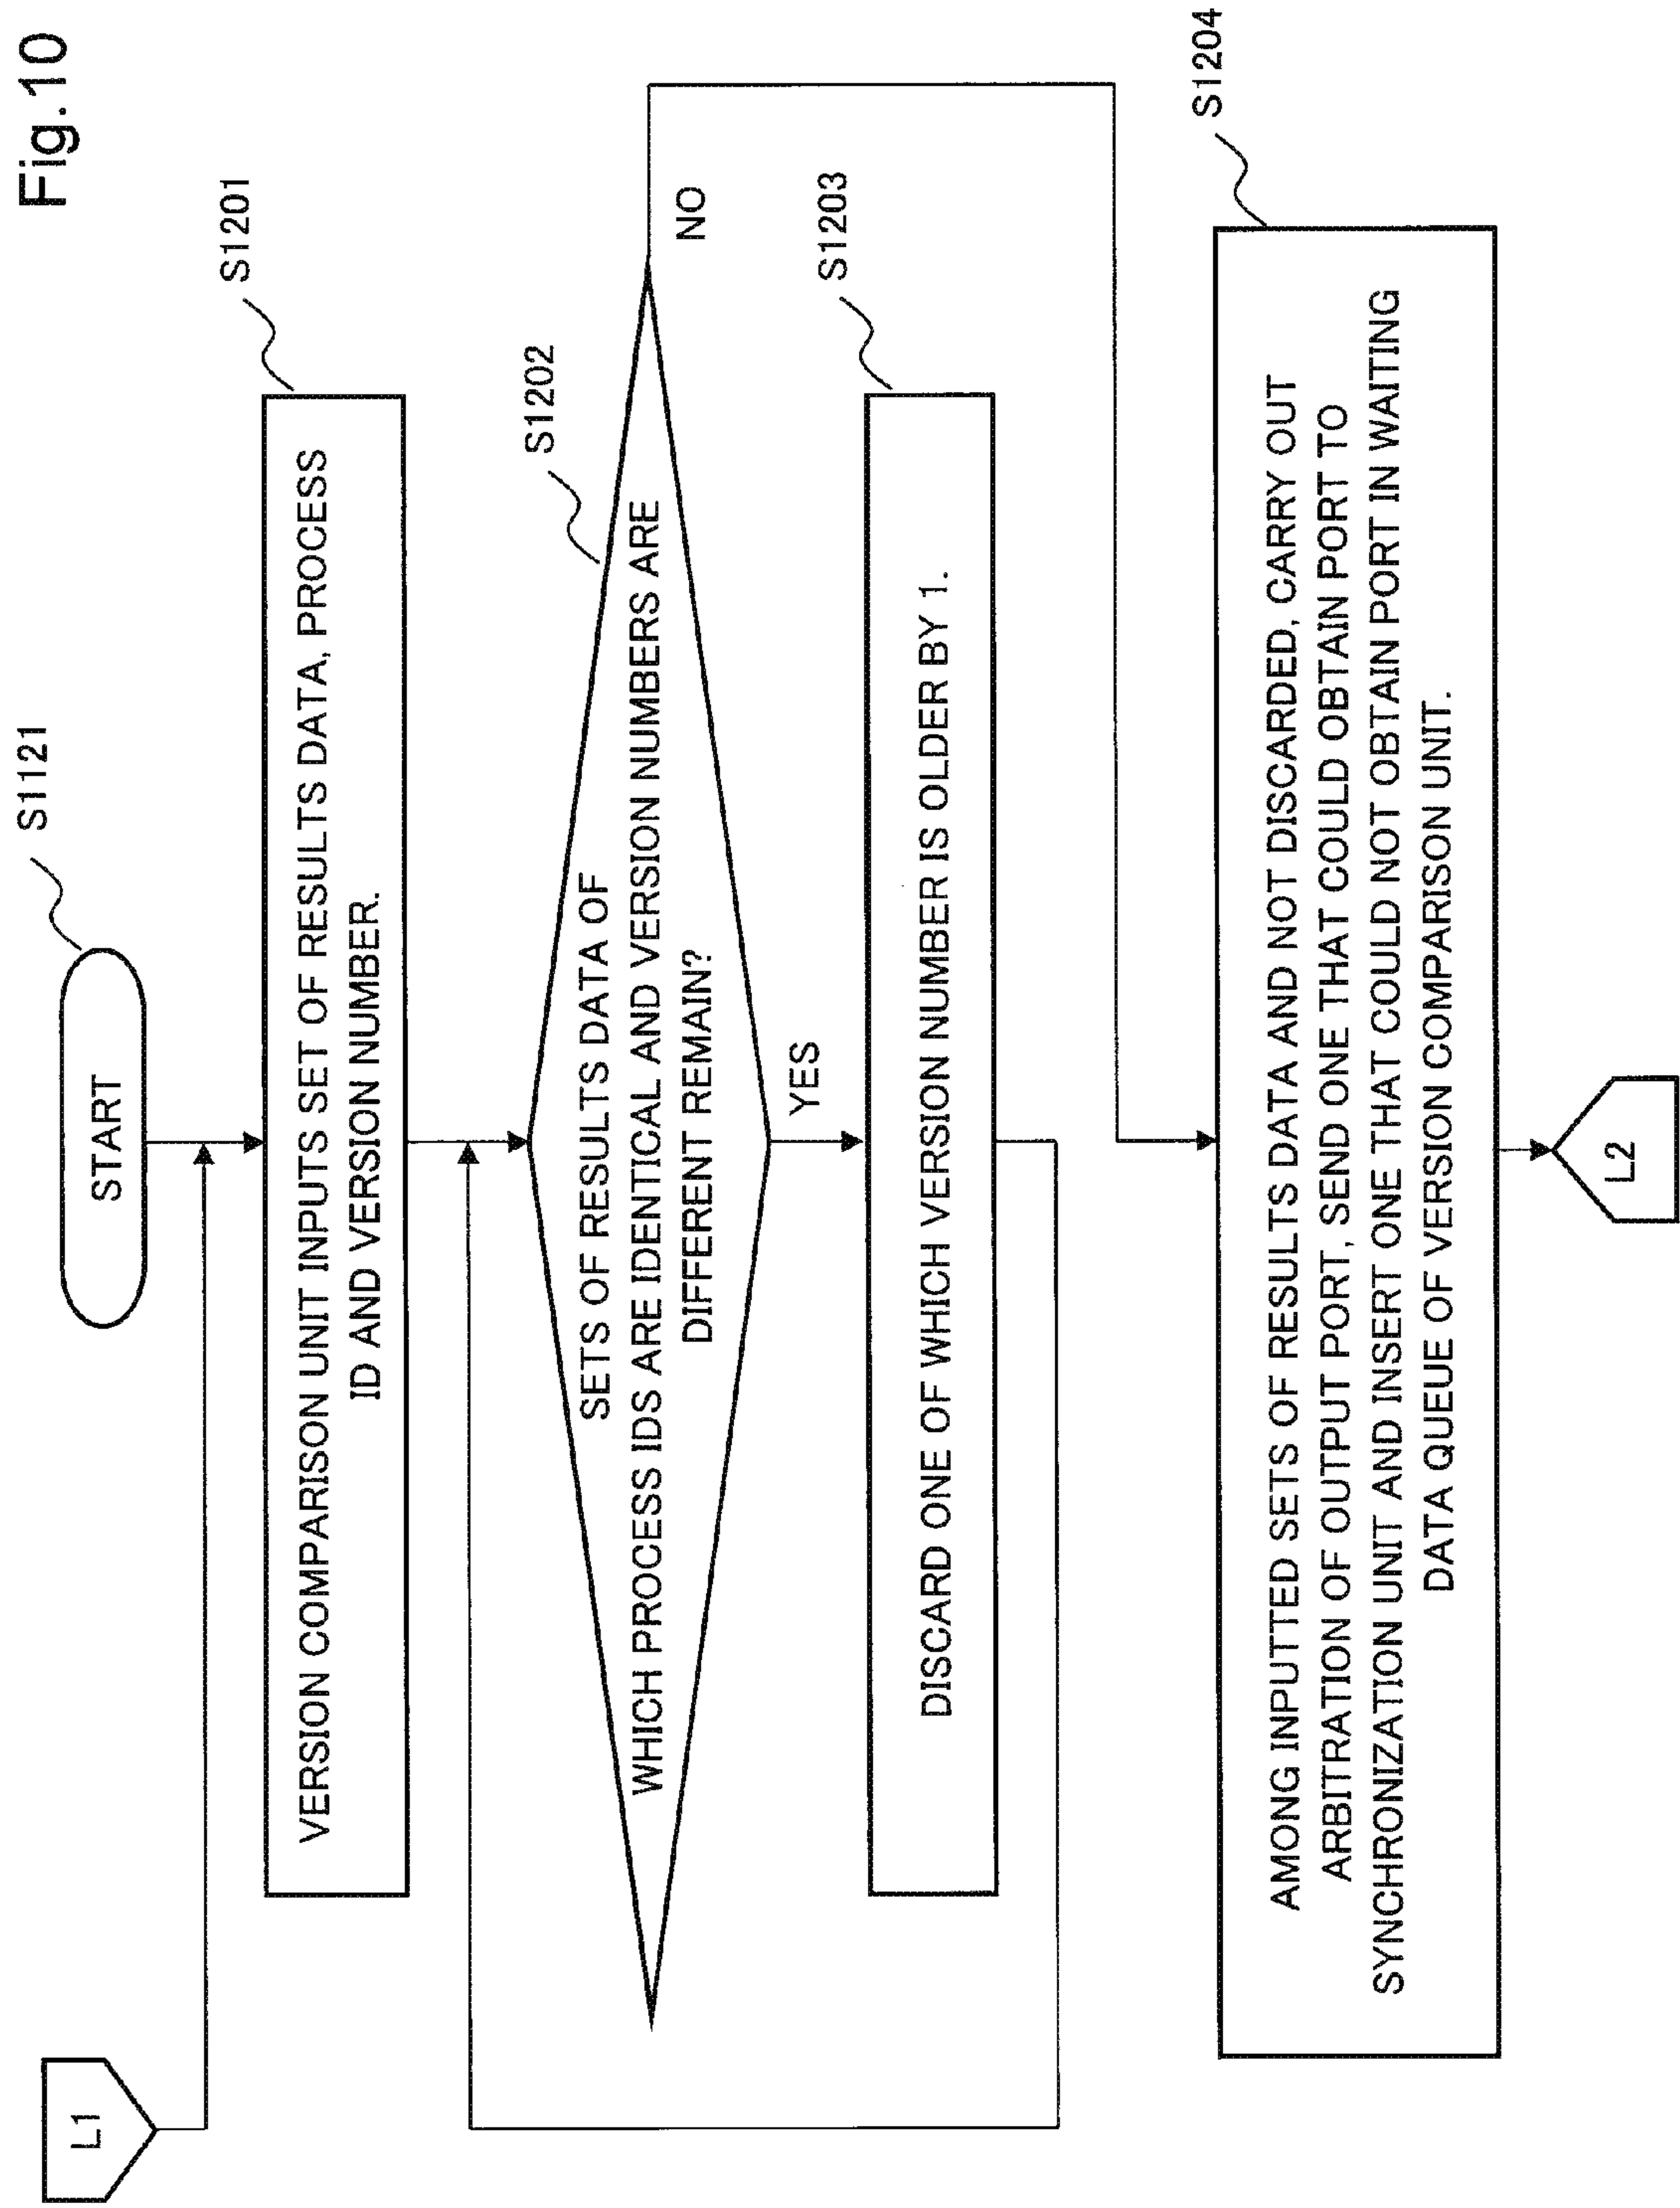 Fig.10
L1
START
S1121
VERSION COMPARISON UNIT INPUTS SET OF RESULTS DATA, PROCESS
ID AND VERSION NUMBER.
S1201
SETS OF RESULTS DATA OF
WHICH PROCESS IDS ARE IDENTICAL AND VERSION NUMBERS ARE
DIFFERENT REMAIN?
S1202
NO
YES
DISCARD ONE OF WHICH VERSION NUMBER IS OLDER BY 1.
S1203
AMONG INPUTTED SETS OF RESULTS DATA AND NOT DISCARDED, CARRY OUT
ARBITRATION OF OUTPUT PORT, SEND ONE THAT COULD OBTAIN PORT TO
SYNCHRONIZATION UNIT AND INSERT ONE THAT COULD NOT OBTAIN PORT IN WAITING
DATA QUEUE OF VERSION COMPARISON UNIT.
S1204
L2